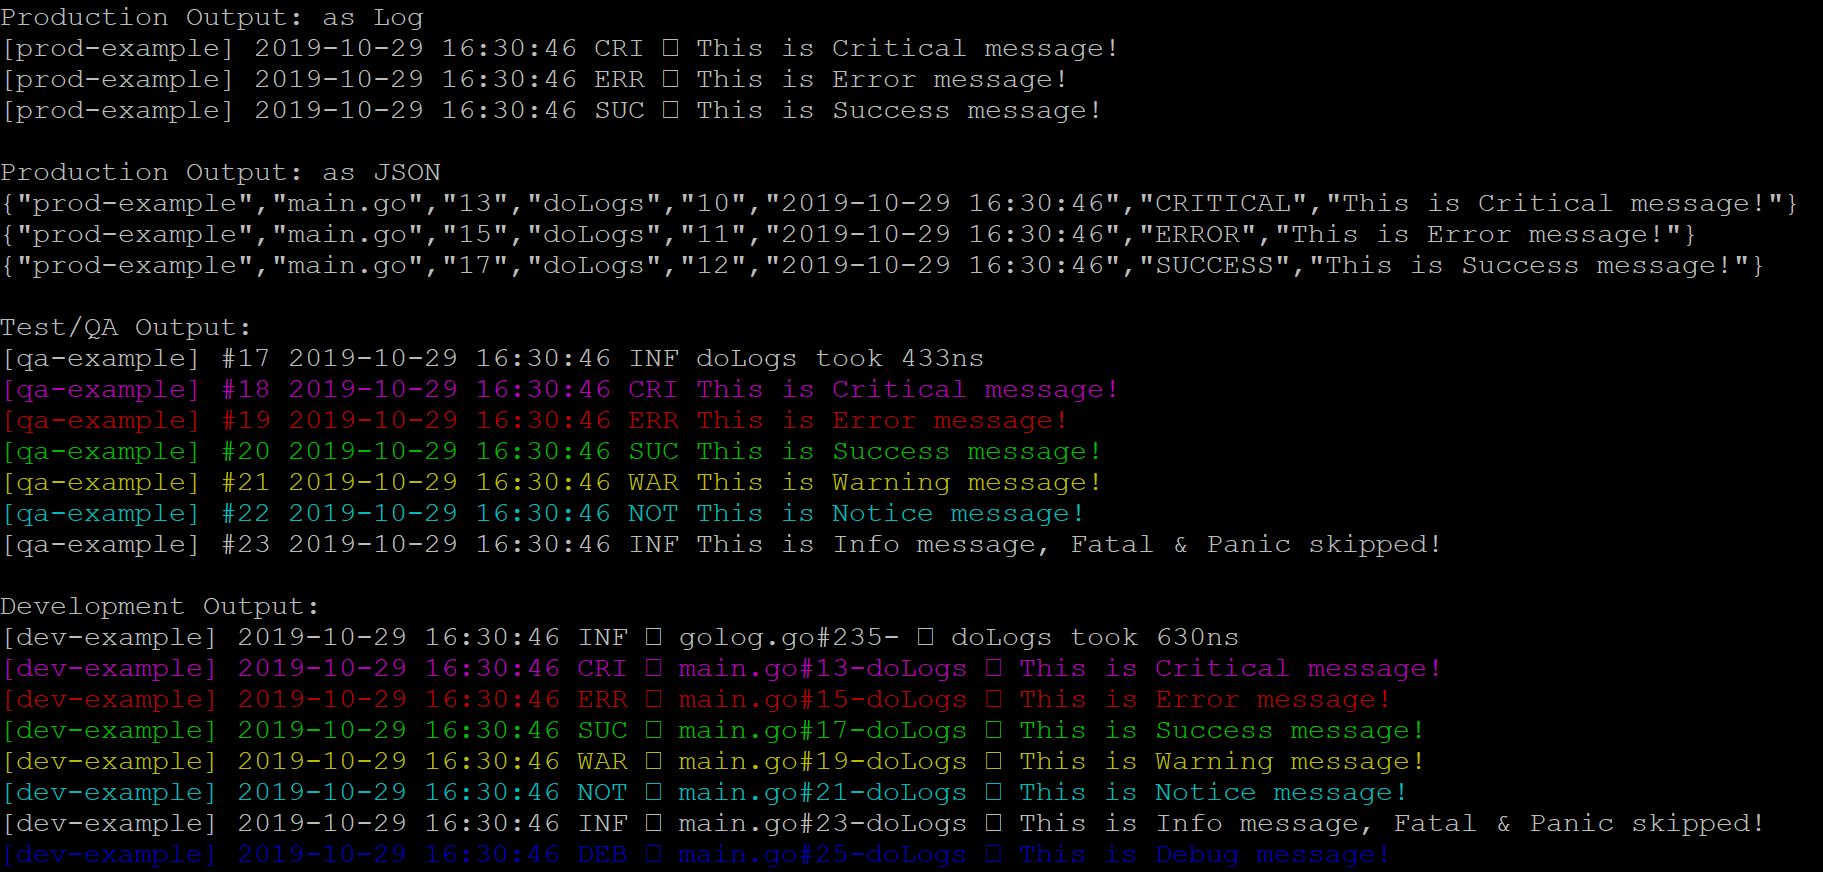 Production Output: as Log
[prod-example] 2019-10-29 16:30:46 CRI ▯ This is Critical message!
[prod-example] 2019-10-29 16:30:46 ERR ▯ This is Error message!
[prod-example] 2019-10-29 16:30:46 SUC ▯ This is Success message!
Production Output: as JSON
{"prod-example","main.go","13","doLogs","10","2019-10-29 16:30:46","CRITICAL","This is Critical message!"}
{"prod-example","main.go","15","doLogs","11","2019-10-29 16:30:46","ERROR","This is Error message!"}
{"prod-example","main.go","17","doLogs","12","2019-10-29 16:30:46","SUCCESS","This is Success message!"}
Test/QA Output:
[qa-example] #17 2019-10-29 16:30:46 INF doLogs took 433ns
[qa-example] #18 2019-10-29 16:30:46 CRI This is Critical message!
[qa-example] #19 2019-10-29 16:30:46 ERR This is Error message!
[qa-example] #20 2019-10-29 16:30:46 SUC This is Success message!
[qa-example] #21 2019-10-29 16:30:46 WAR This is Warning message!
[qa-example] #22 2019-10-29 16:30:46 NOT This is Notice message!
[qa-example] #23 2019-10-29 16:30:46 INF This is Info message, Fatal & Panic skipped!
Development Output:
[dev-example] 2019-10-29 16:30:46 INF ▯ golog.go#235- ▯ doLogs took 630ns
[dev-example] 2019-10-29 16:30:46 CRI ▯ main.go#13-doLogs ▯ This is Critical message!
[dev-example] 2019-10-29 16:30:46 ERR ▯ main.go#15-doLogs ▯ This is Error message!
[dev-example] 2019-10-29 16:30:46 SUC ▯ main.go#17-doLogs ▯ This is Success message!
[dev-example] 2019-10-29 16:30:46 WAR ▯ main.go#19-doLogs ▯ This is Warning message!
[dev-example] 2019-10-29 16:30:46 NOT ▯ main.go#21-doLogs ▯ This is Notice message!
[dev-example] 2019-10-29 16:30:46 INF ▯ main.go#23-doLogs ▯ This is Info message, Fatal & Panic skipped!
[dev-example] 2019-10-29 16:30:46 DEB ▯ main.go#25-doLogs ▯ This is Debug message!